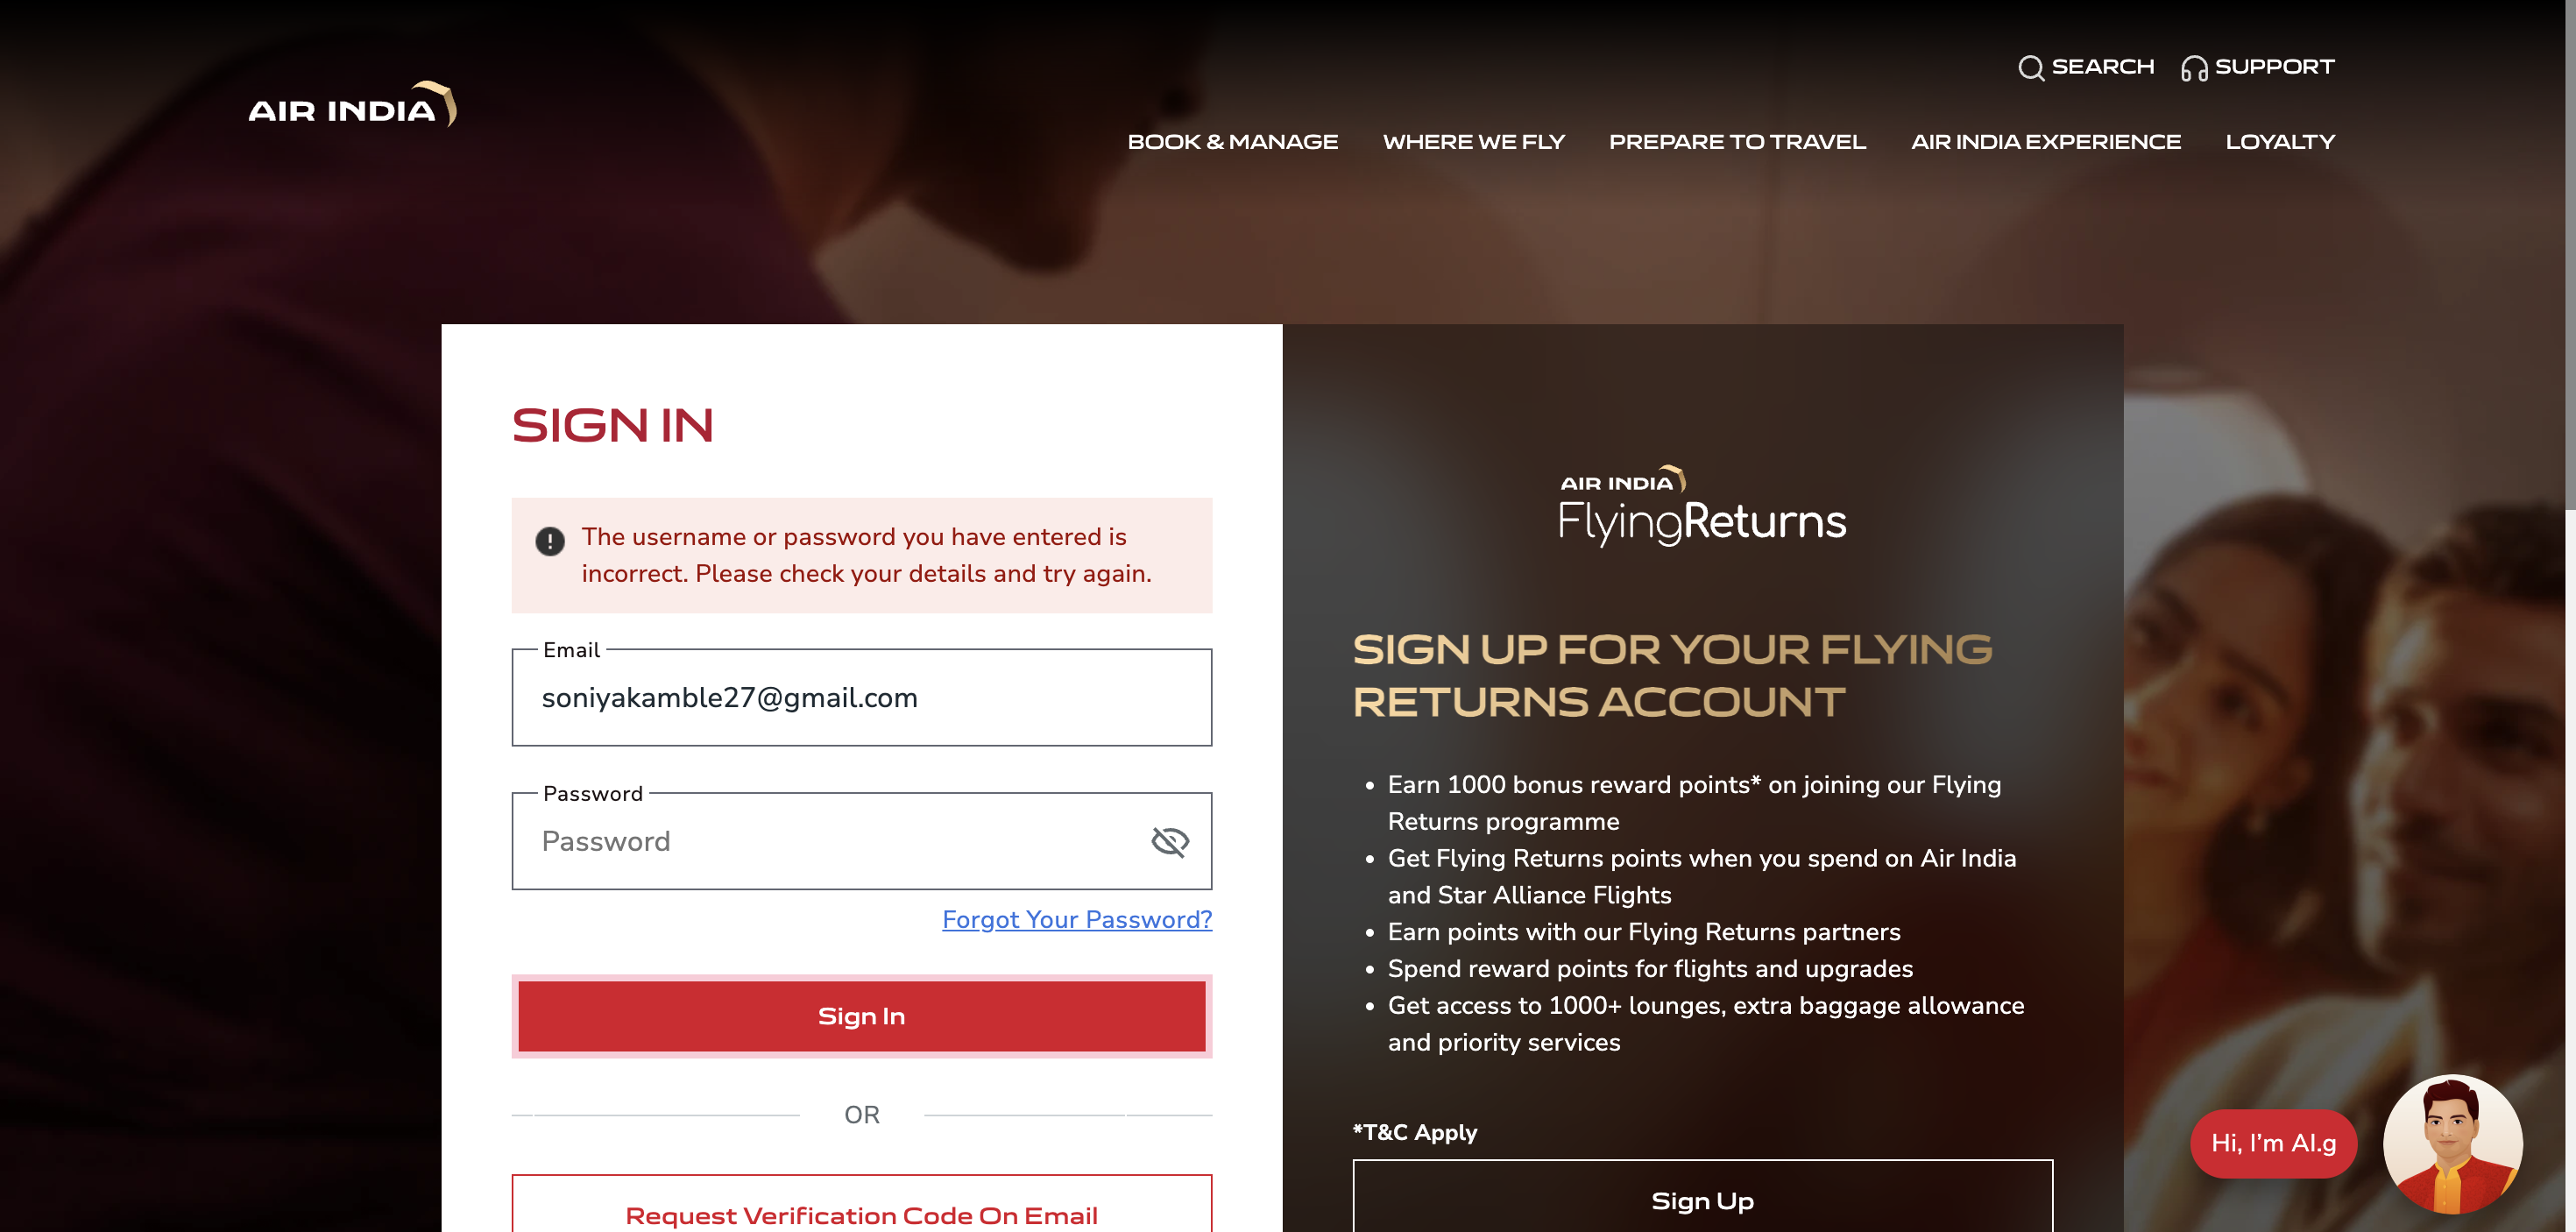 AIR INDIA
SEARCH
SUPPORT
BOOK & MANAGE
WHERE WE FLY
PREPARE TO TRAVEL
AIR INDIA EXPERIENCE
LOYALTY
SIGN IN
The username or password you have entered is
incorrect. Please check your details and try again.
Email
soniyakamble27@gmail.com
Password
Password
Forgot Your Password?
Sign In
OR
Request Verification Code On Email
AIR INDIA
FlyingReturns
SIGN UP FOR YOUR FLYING
RETURNS ACCOUNT
• Earn 1000 bonus reward points* on joining our Flying
Returns programme
• Get Flying Returns points when you spend on Air India
and Star Alliance Flights
• Earn points with our Flying Returns partners
• Spend reward points for flights and upgrades
• Get access to 1000+ lounges, extra baggage allowance
and priority services
*T&C Apply
Sign Up
Hi, I'm AI.g